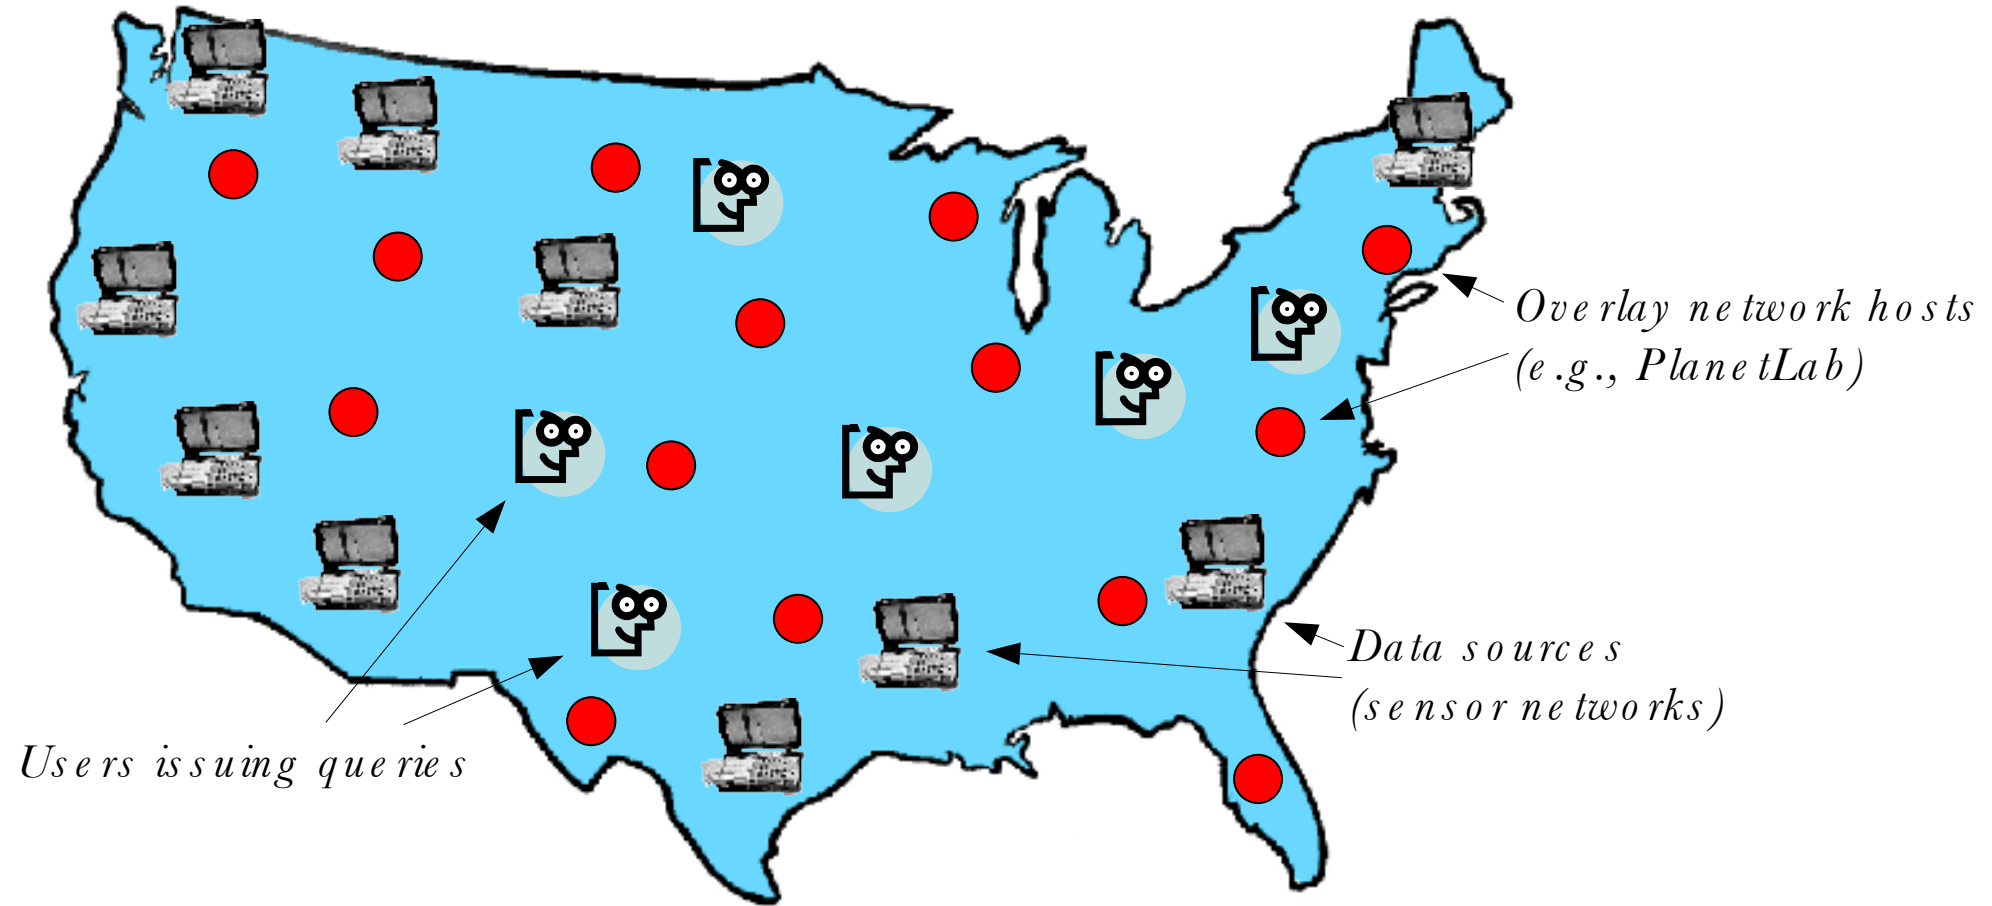 Overlay network hosts
(e.g., PlanetLab)
Data sources
(sensor networks)
Users issuing queries